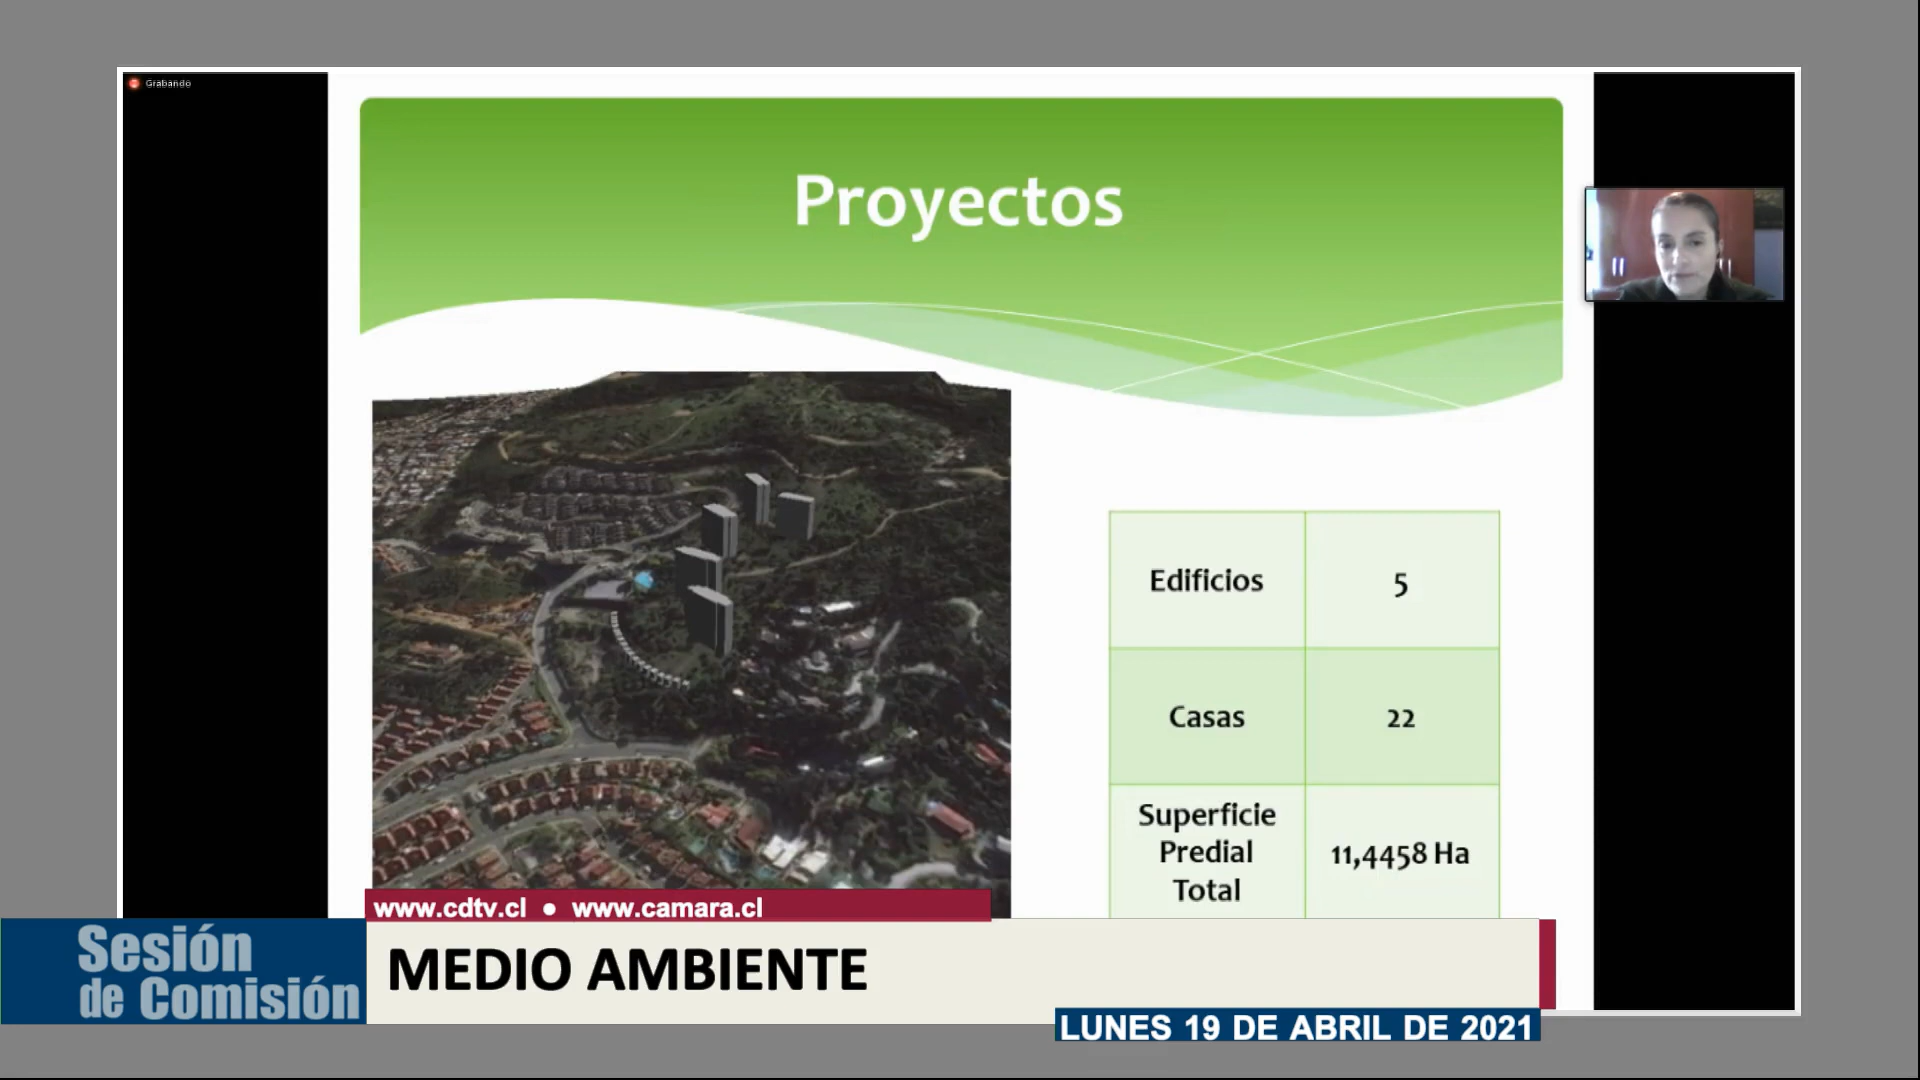 Grabando
Proyectos
Edificios 5
Casas 22
Superficie
Predial
Total
11,4458 Ha
www.cdtv.cl ● www.camara.cl
Sesión
de Comisión
MEDIO AMBIENTE
LUNES 19 DE ABRIL DE 2021